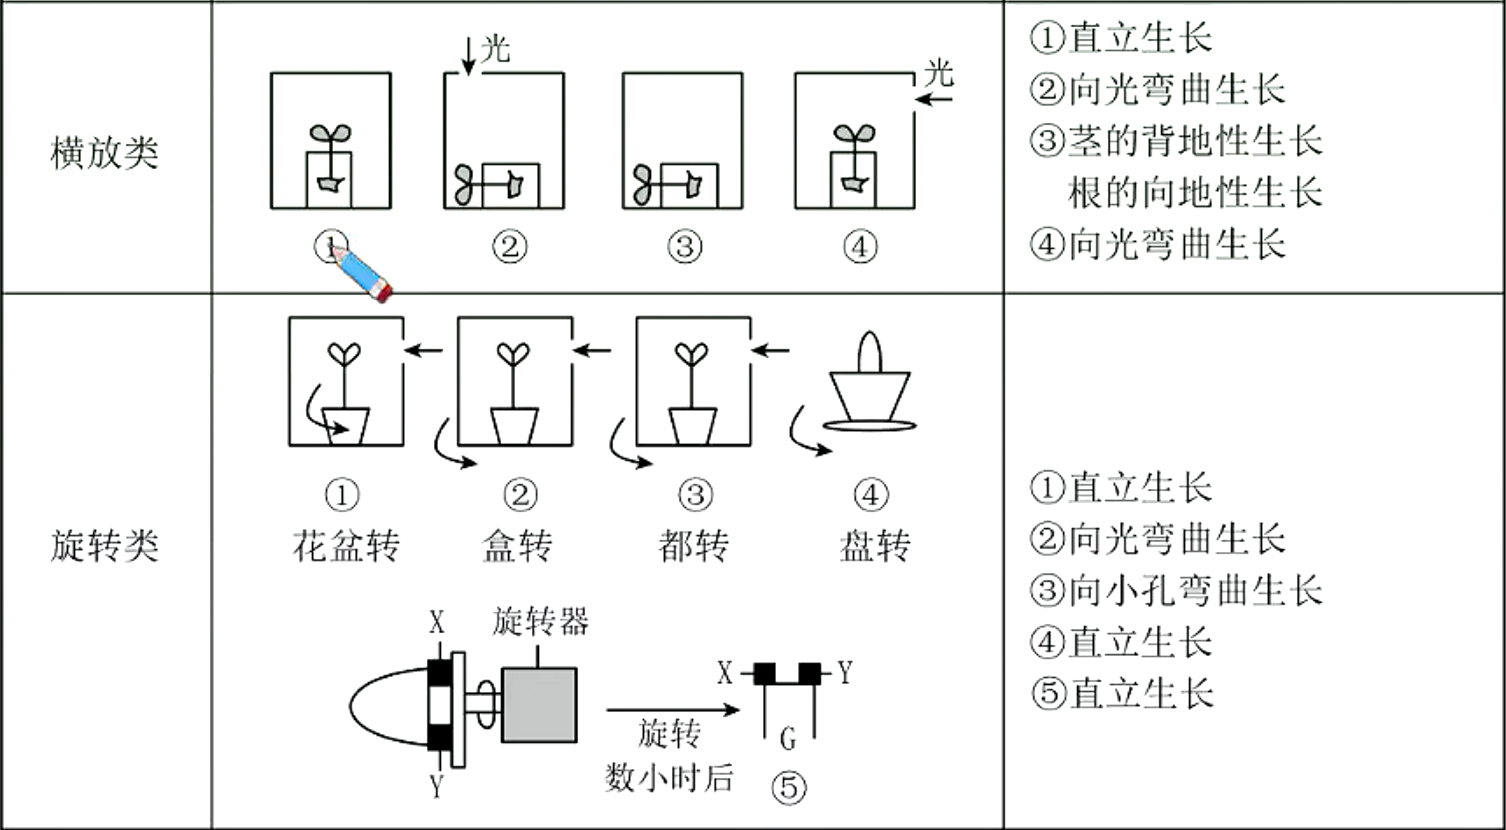 横放类
光
光
①
②
③
④
①直立生长
②向光弯曲生长
③茎的背地性生长
根的向地性生长
④向光弯曲生长
旋转类
①
②
③
④
花盆转
盒转
都转
盘转
X
旋转器
Y
旋转
数小时后
X
Y
G
⑤
①直立生长
②向光弯曲生长
③向小孔弯曲生长
④直立生长
⑤直立生长